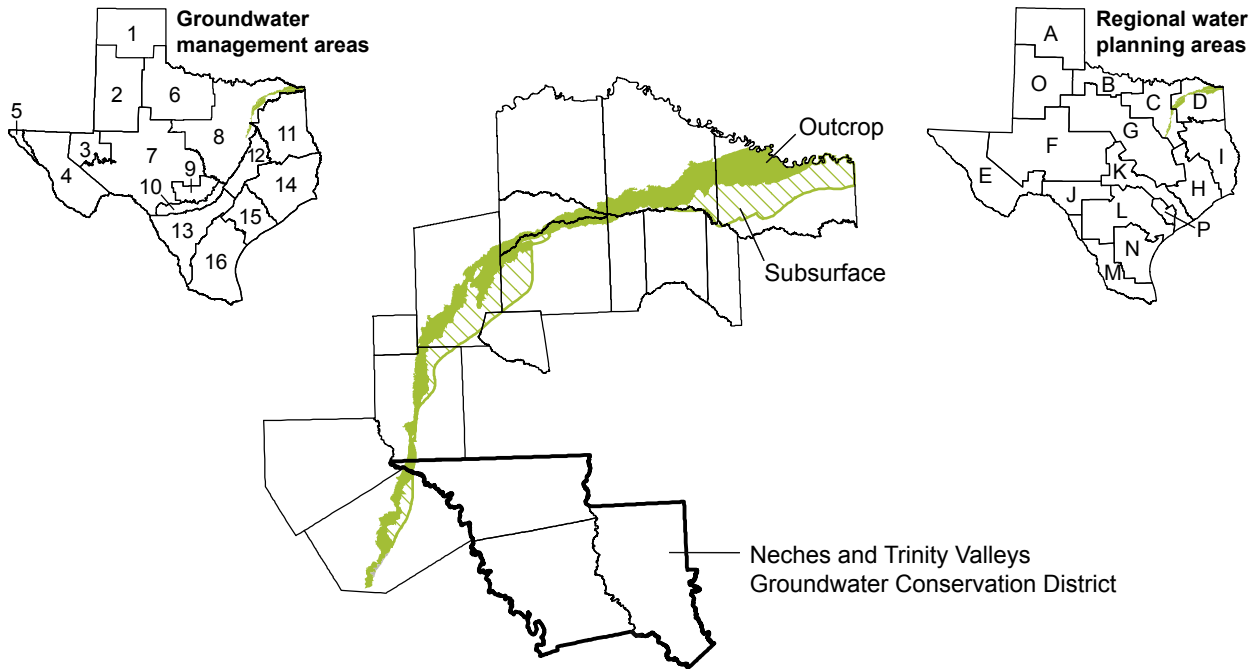 Groundwater
management areas
1
2
6
5
8
11
3
7
12
4
9
10
14
15
13
16
Outcrop
Subsurface
Neches and Trinity Valleys
Groundwater Conservation District
Regional water
planning areas
A
O
B
C
D
G
F
I
K
E
H
J
L
P
N
M